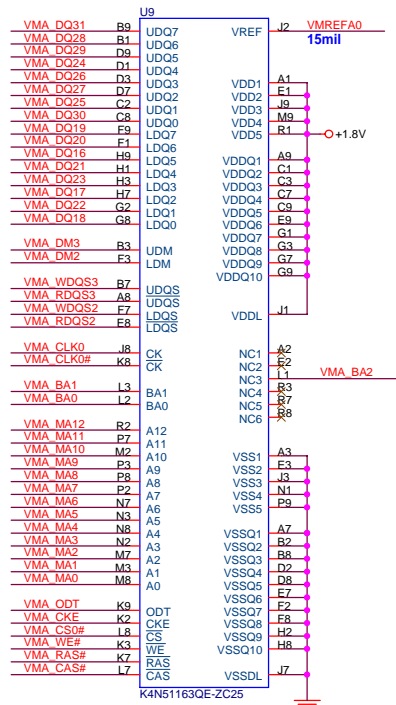 U9
VMA_DQ31 B9 UDQ7 VREF J2 VMREFA0
VMA_DQ28 B1 UDQ6 15mil
VMA_DQ29 D9 UDQ5
VMA_DQ24 D1 UDQ4
VMA_DQ26 D3 UDQ3 VDD1 A1
VMA_DQ27 D7 UDQ2 VDD2 E1
VMA_DQ25 C2 UDQ1 VDD3 J9
VMA_DQ30 C8 UDQ0 VDD4 M9
VMA_DQ19 F9 LDQ7 VDD5 R1 +1.8V
VMA_DQ20 F1 LDQ6
VMA_DQ16 H9 LDQ5 VDDQ1 A9
VMA_DQ21 H1 LDQ4 VDDQ2 C1
VMA_DQ23 H3 LDQ3 VDDQ3 C3
VMA_DQ17 H7 LDQ2 VDDQ4 C7
VMA_DQ22 G2 LDQ1 VDDQ5 C9
VMA_DQ18 G8 LDQ0 VDDQ6 E9
VDDQ7 G1
VMA_DM3 B3 UDM VDDQ8 G3
VMA_DM2 F3 LDM VDDQ9 G7
VDDQ10 G9
VMA_WDQS3 B7 UDQS
VMA_RDQS3 A8 UDQS VDDL J1
VMA_WDQS2 F7 LDQS
VMA_RDQS2 E8 LDQS
VMA_CLK0 J8 CK NC1 A2
VMA_CLK0# K8 CK NC2 E2
NC3 L1 VMA_BA2
VMA_BA1 L3 BA1 NC4 R3
VMA_BA0 L2 BA0 NC5 R7
NC6 R8
VMA_MA12 R2 A12
VMA_MA11 P7 A11
VMA_MA10 M2 A10 VSS1 A3
VMA_MA9 P3 A9 VSS2 E3
VMA_MA8 P8 A8 VSS3 J3
VMA_MA7 P2 A7 VSS4 N1
VMA_MA6 N7 A6 VSS5 P9
VMA_MA5 N3 A5
VMA_MA4 N8 A4 VSSQ1 A7
VMA_MA3 N2 A3 VSSQ2 B2
VMA_MA2 M7 A2 VSSQ3 B8
VMA_MA1 M3 A1 VSSQ4 D2
VMA_MA0 M8 A0 VSSQ5 D8
VSSQ6 E7
VMA_ODT K9 ODT VSSQ7 F2
VMA_CKE K2 CKE VSSQ8 F8
VMA_CS0# L8 CS VSSQ9 H2
VMA_WE# K3 WE VSSQ10 H8
VMA_RAS# K7 RAS
VMA_CAS# L7 CAS VSSDL J7
K4N51163QE-ZC25